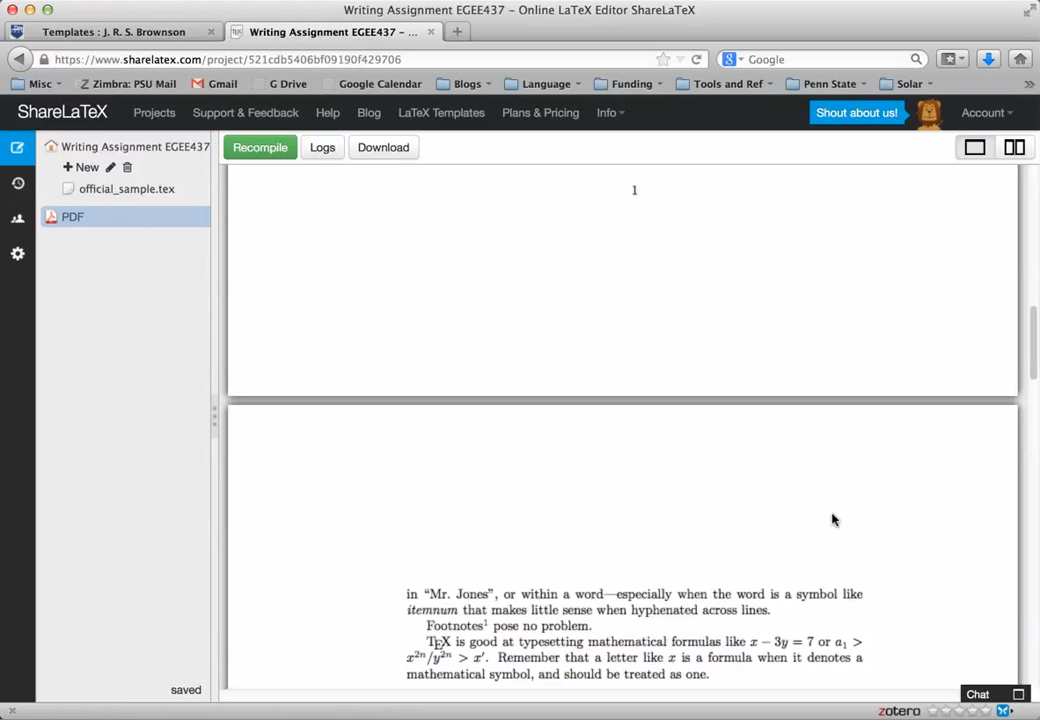 Writing Assignment EGEE437 – Online LaTeX Editor ShareLaTeX
Templates : J. R. S. Brownson
Writing Assignment EGEE437 – ...
https://www.sharelatex.com/project/521cdb5406bf09190f429706
Google
Misc
Zimbra: PSU Mail
Gmail
G Drive
Google Calendar
Blogs
Language
Funding
Tools and Ref
Penn State
Solar
ShareLaTeX
Projects
Support & Feedback
Help
Blog
LaTeX Templates
Plans & Pricing
Info
Shout about us!
Account
Writing Assignment EGEE437
New
official_sample.tex
PDF
Recompile
Logs
Download
1
in “Mr. Jones”, or within a word—especially when the word is a symbol like
itemnum that makes little sense when hyphenated across lines.
Footnotes¹ pose no problem.
TEX is good at typesetting mathematical formulas like x − 3y = 7 or a₁ >
x²ⁿ/y²ⁿ > x′. Remember that a letter like x is a formula when it denotes a
mathematical symbol, and should be treated as one.
saved
Chat
zotero